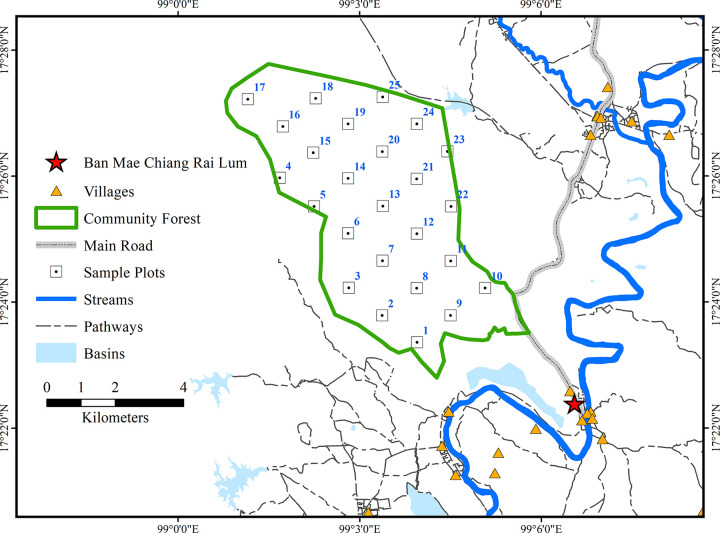 99°0'0"E
99°3'0"E
99°6'0"E
17°28'0"N
17°28'0"N
25
17
18
24
19
16
20
23
15
4
14
21
17°26'0"N
17°26'0"N
Ban Mae Chiang Rai Lum
5
13
22
Villages
6
12
Community Forest
7
11
Main Road
3
8
10
Sample Plots
2
9
17°24'0"N
17°24'0"N
Streams
1
Pathways
Basins
0 1 2 4
Kilometers
17°22'0"N
17°22'0"N
99°0'0"E
99°3'0"E
99°6'0"E